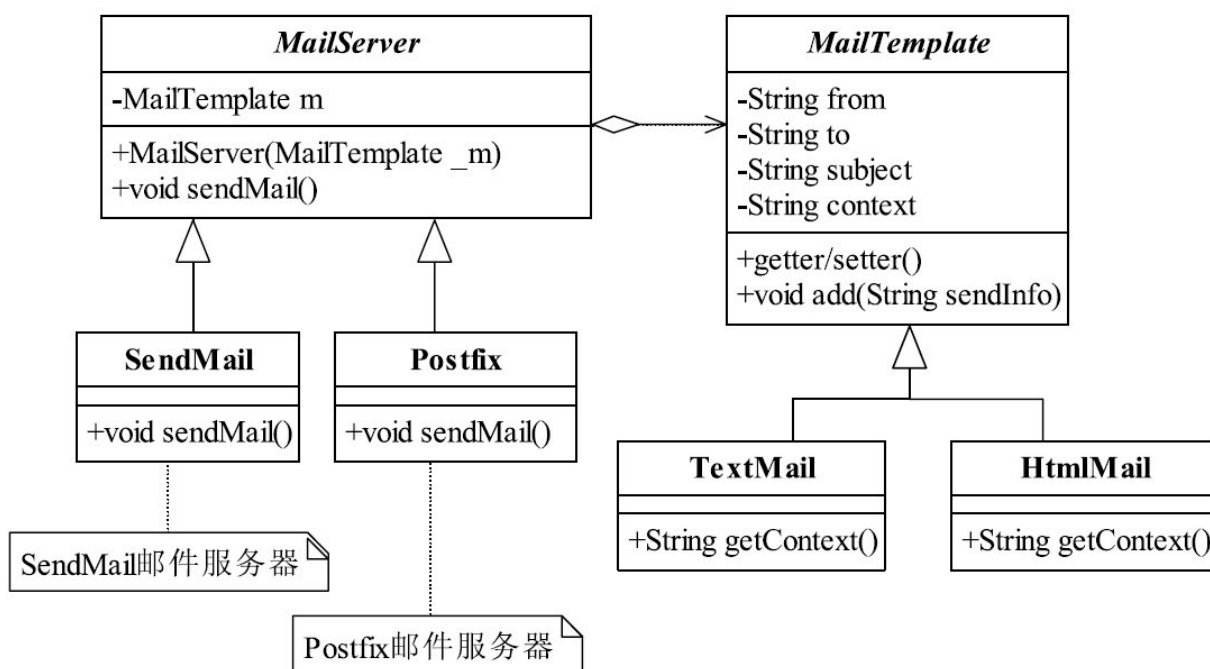 MailServer
-MailTemplate m
+MailServer(MailTemplate _m)
+void sendMail()
MailTemplate
-String from
-String to
-String subject
-String context
+getter/setter()
+void add(String sendInfo)
SendMail
+void sendMail()
Postfix
+void sendMail()
TextMail
+String getContext()
HtmlMail
+String getContext()
SendMail邮件服务器
Postfix邮件服务器